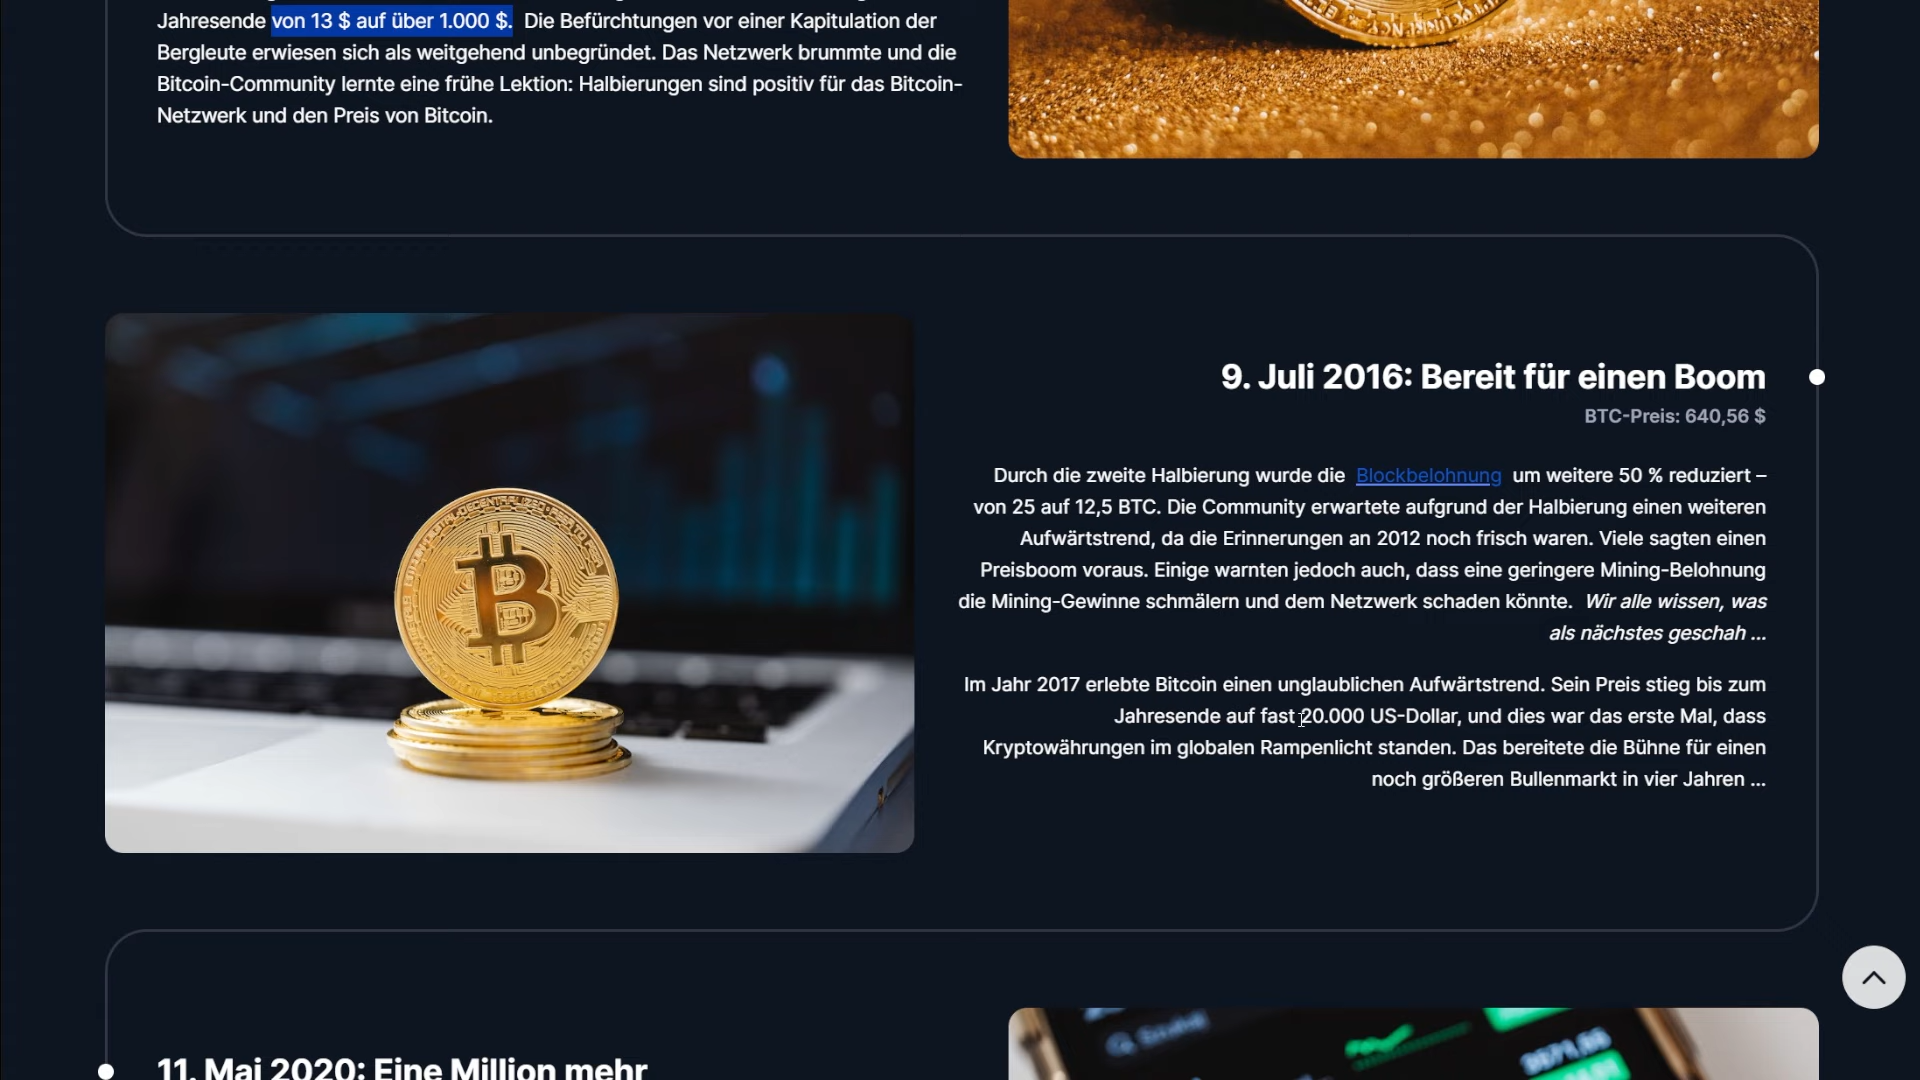 Jahresende von 13 $ auf über 1.000 $. Die Befürchtungen vor einer Kapitulation der
Bergleute erwiesen sich als weitgehend unbegründet. Das Netzwerk brummte und die
Bitcoin-Community lernte eine frühe Lektion: Halbierungen sind positiv für das Bitcoin-
Netzwerk und den Preis von Bitcoin.
9. Juli 2016: Bereit für einen Boom
BTC-Preis: 640,56 $
Durch die zweite Halbierung wurde die Blockbelohnung um weitere 50 % reduziert –
von 25 auf 12,5 BTC. Die Community erwartete aufgrund der Halbierung einen weiteren
Aufwärtstrend, da die Erinnerungen an 2012 noch frisch waren. Viele sagten einen
Preisboom voraus. Einige warnten jedoch auch, dass eine geringere Mining-Belohnung
die Mining-Gewinne schmälern und dem Netzwerk schaden könnte. Wir alle wissen, was
als nächstes geschah ...
Im Jahr 2017 erlebte Bitcoin einen unglaublichen Aufwärtstrend. Sein Preis stieg bis zum
Jahresende auf fast 20.000 US-Dollar, und dies war das erste Mal, dass
Kryptowährungen im globalen Rampenlicht standen. Das bereitete die Bühne für einen
noch größeren Bullenmarkt in vier Jahren ...
11. Mai 2020: Eine Million mehr